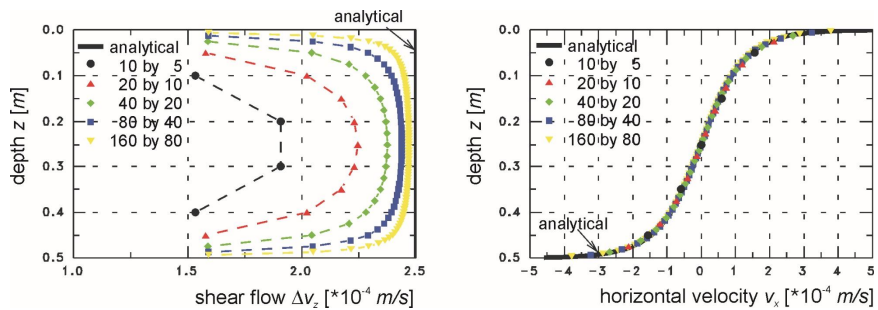 analytical
0.0
0.1
0.2
0.3
0.4
0.5
depth z [m]
analytical
10 by 5
20 by 10
40 by 20
80 by 40
160 by 80
1.0
1.5
2.0
2.5
shear flow Δv_z [*10^-4 m/s]
0.0
0.1
0.2
0.3
0.4
0.5
depth z [m]
analytical
10 by 5
20 by 10
40 by 20
80 by 40
160 by 80
analytical
-5 -4 -3 -2 -1 0 1 2 3 4 5
horizontal velocity v_x [*10^-4 m/s]